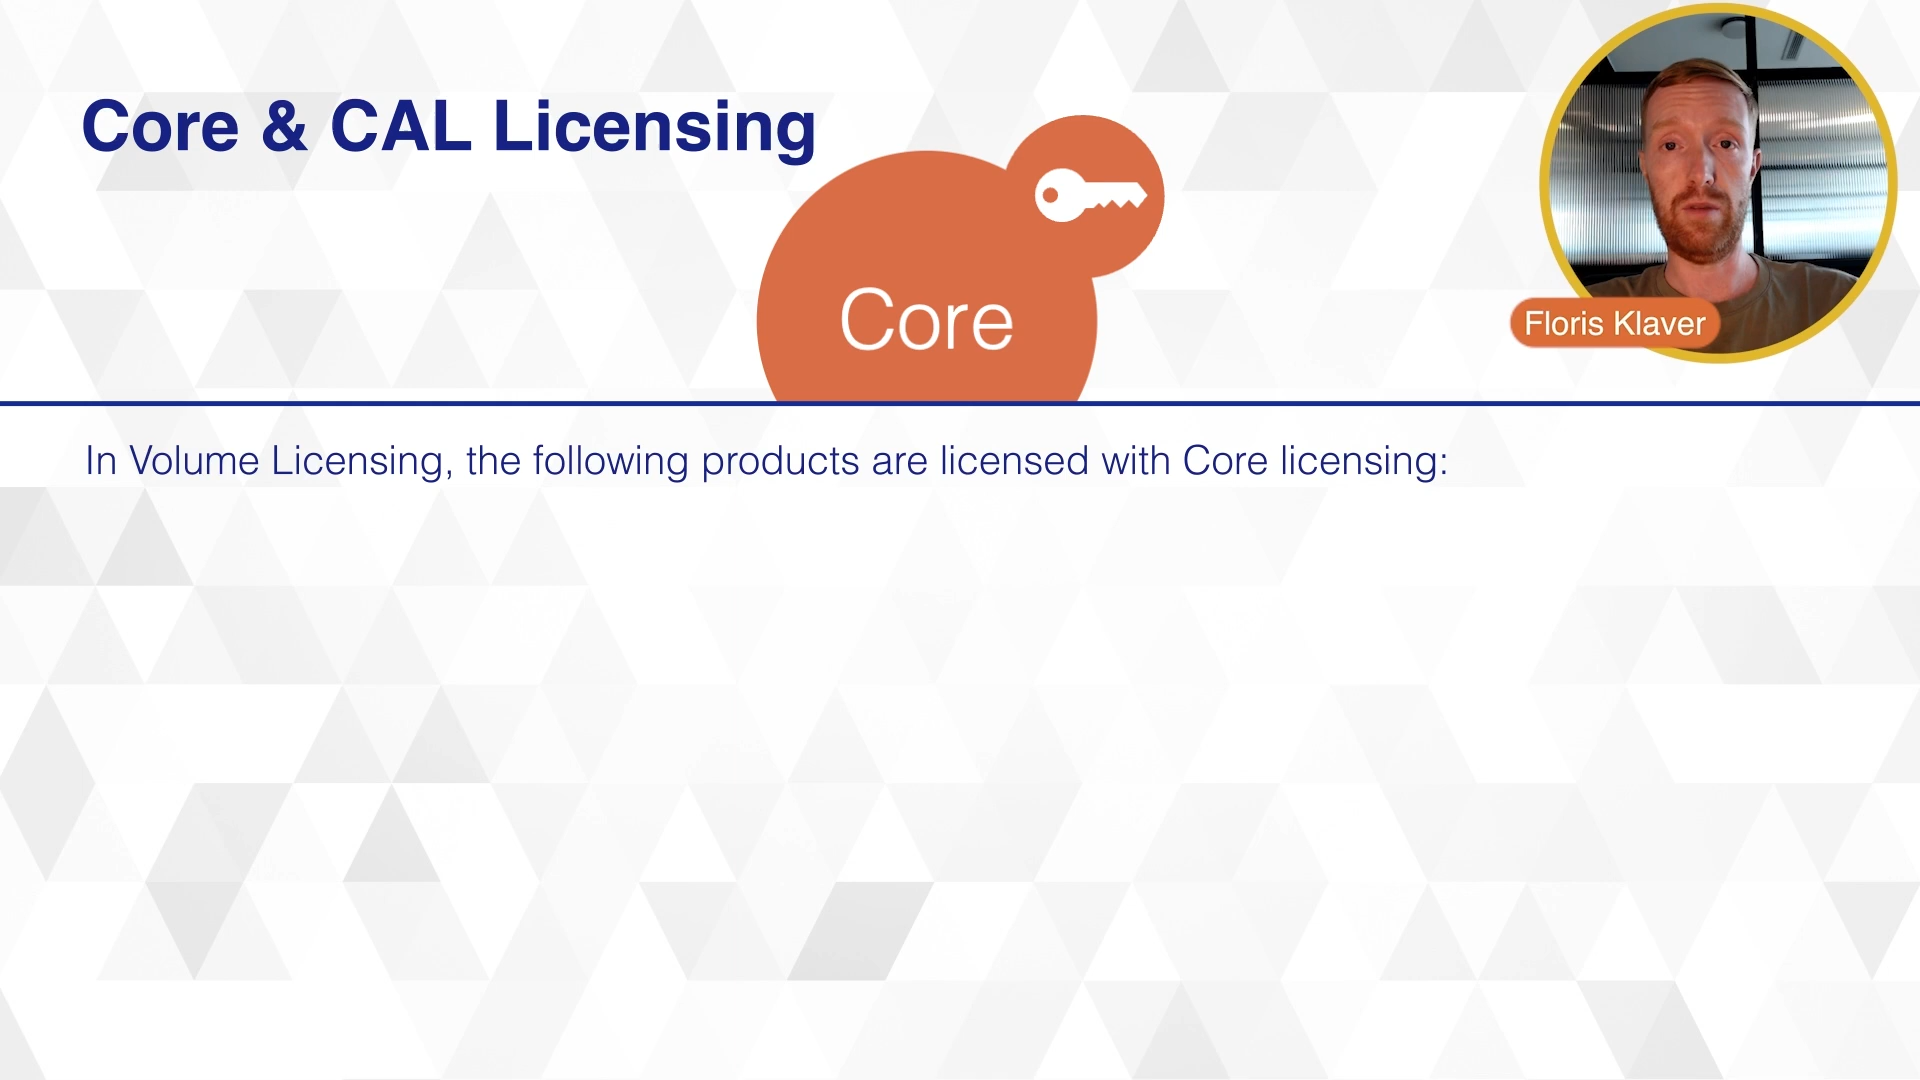 Core & CAL Licensing
Core
Floris Klaver
In Volume Licensing, the following products are licensed with Core licensing: